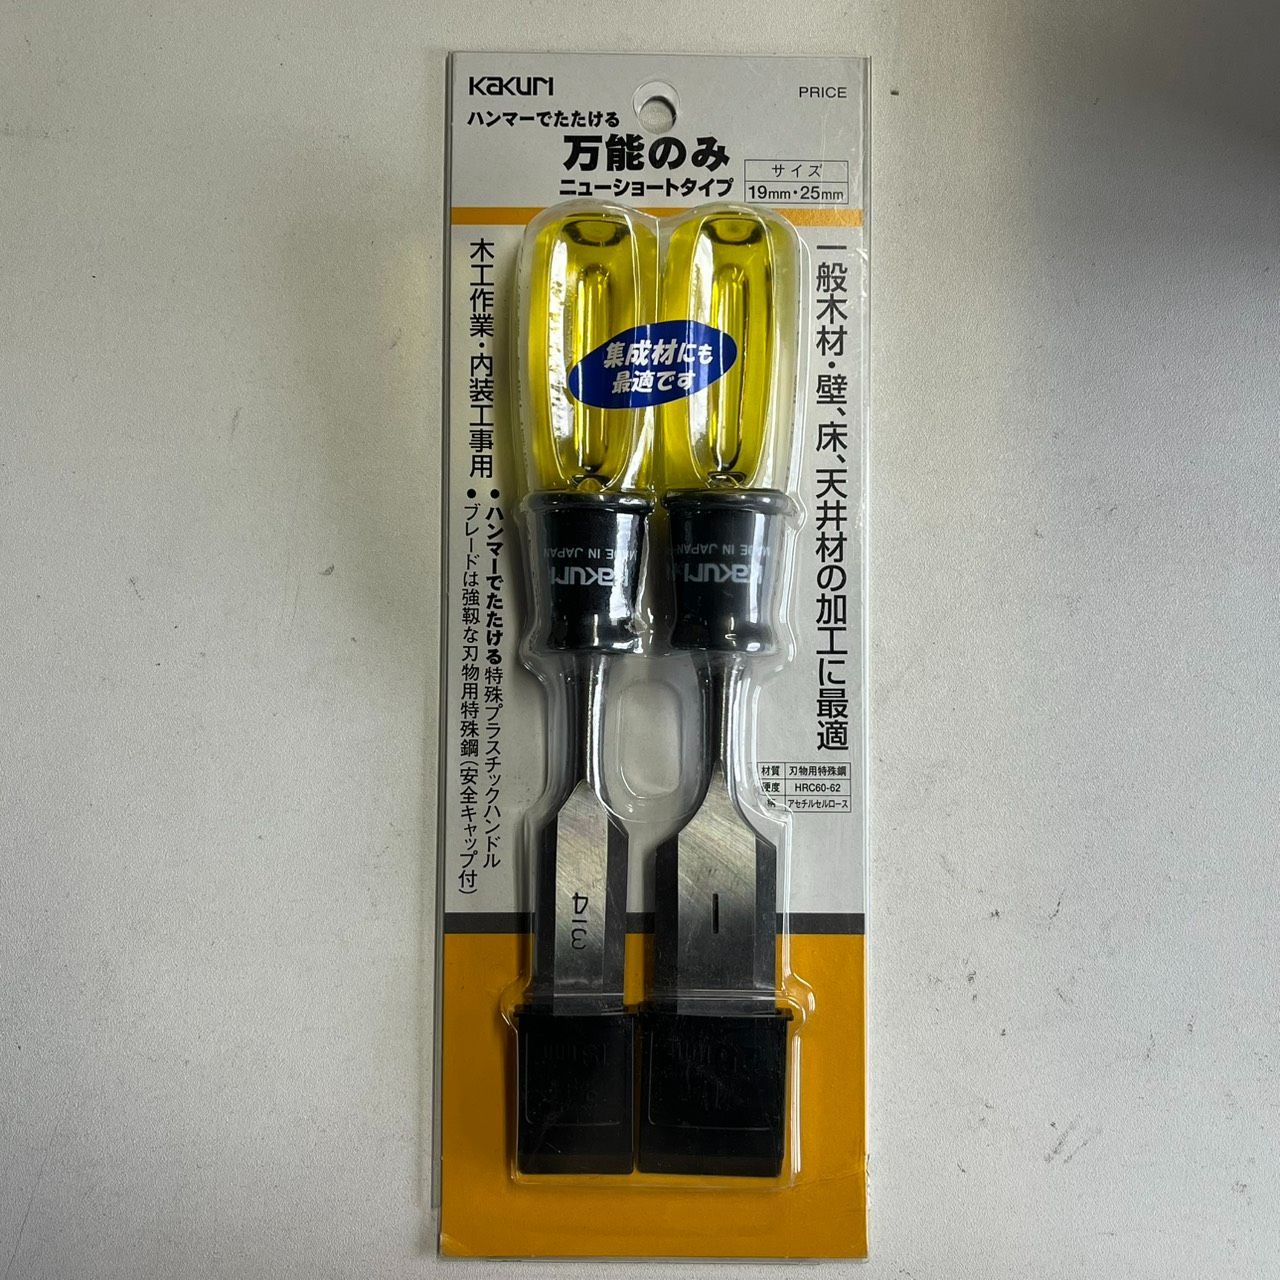 KAKURI
PRICE
ハンマーでたたける
万能のみ
ニューショートタイプ
サイズ
19mm・25mm
一般木材・壁、床、天井材の加工に最適
木工作業・内装工事用
●ハンマーでたたける特殊プラスチックハンドル
●ブレードは強靱な刃物用特殊鋼(安全キャップ付)
集成材にも
最適です
MADE IN JAPAN
KAKURI
MADE IN JAPAN
KAKURI
材質 刃物用特殊鋼
硬度 HRC60-62
柄 アセチルセルロース
3/4
1